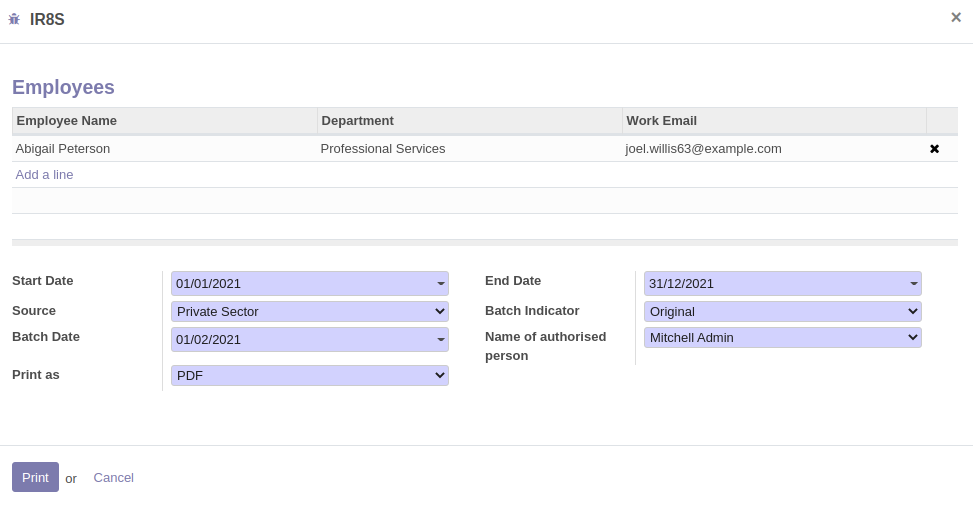 IR8S ×
Employees
Employee Name Department Work Email
Abigail Peterson Professional Services joel.willis63@example.com ✖
Add a line
Start Date 01/01/2021 End Date 31/12/2021
Source Private Sector Batch Indicator Original
Batch Date 01/02/2021 Name of authorised person Mitchell Admin
Print as PDF
Print or Cancel